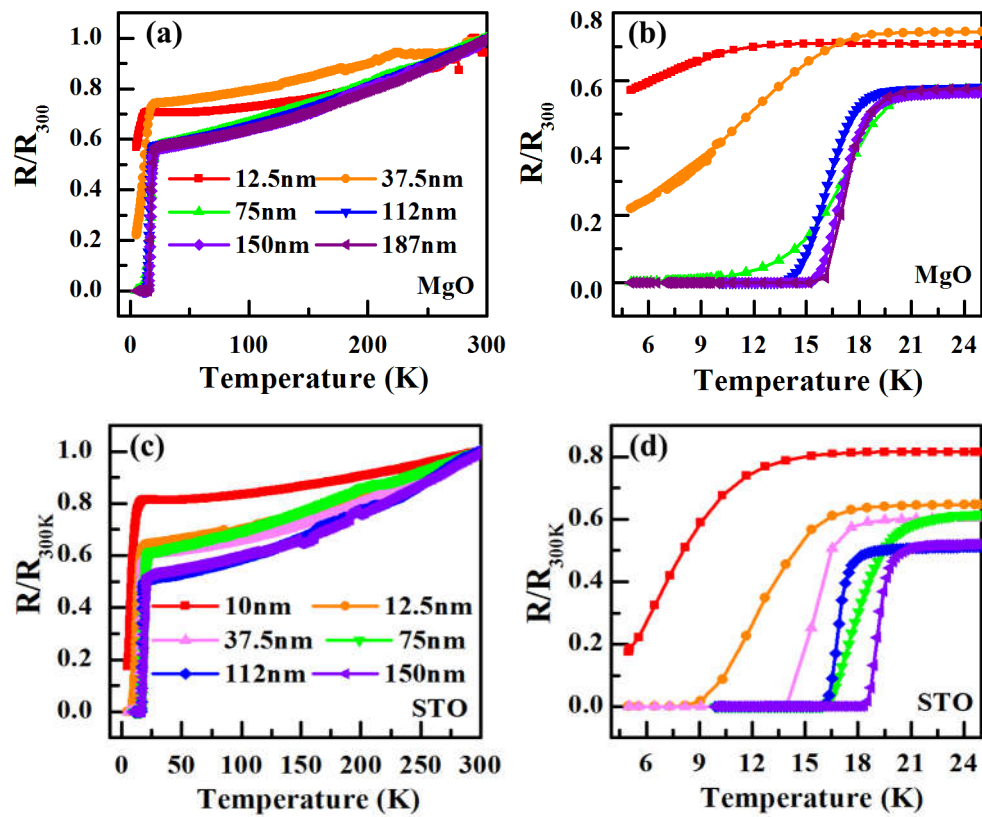 (a)
1.0
0.8
0.6
0.4
0.2
0.0
R/R300
12.5nm 37.5nm
75nm 112nm
150nm 187nm
MgO
0 100 200 300
Temperature (K)
(b)
0.8
0.6
0.4
0.2
0.0
R/R300
MgO
6 9 12 15 18 21 24
Temperature (K)
(c)
1.0
0.8
0.6
0.4
0.2
0.0
R/R300K
10nm 12.5nm
37.5nm 75nm
112nm 150nm
STO
0 50 100 150 200 250 300
Temperature (K)
(d)
0.8
0.6
0.4
0.2
0.0
R/R300K
STO
6 9 12 15 18 21 24
Temperature (K)